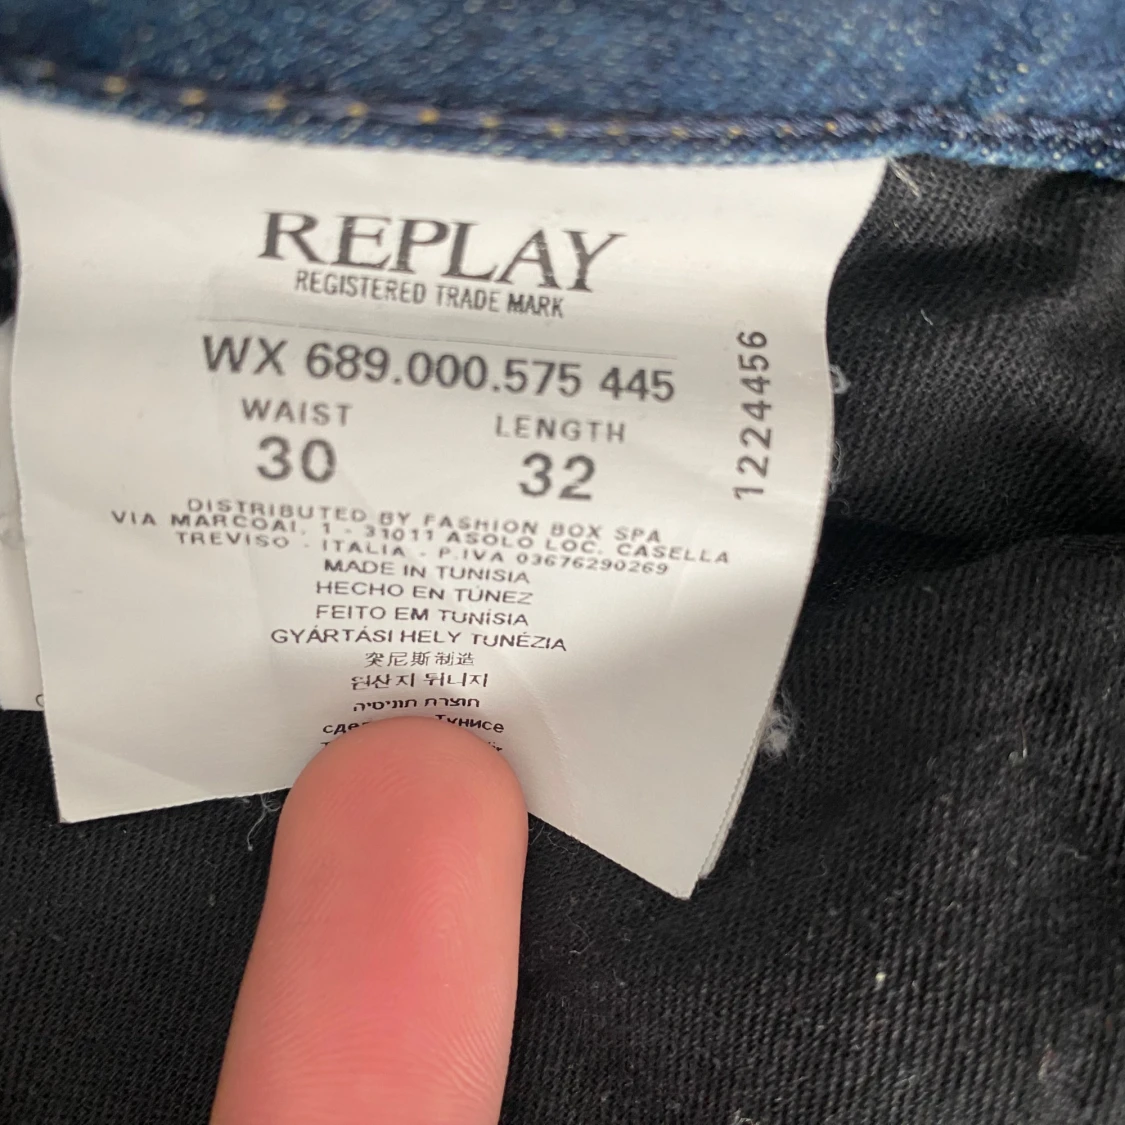 REPLAY
REGISTERED TRADE MARK
WX 689.000.575 445
WAIST LENGTH
30 32
1224456
DISTRIBUTED BY FASHION BOX SPA
VIA MARCOAI, 1 - 31011 ASOLO LOC. CASELLA
TREVISO - ITALIA - P.IVA 03676290269
MADE IN TUNISIA
HECHO EN TÚNEZ
FEITO EM TUNÍSIA
GYÁRTÁSI HELY TUNÉZIA
突尼斯制造
원산지 튀니지
תוצרת תוניסיה
Тунисе